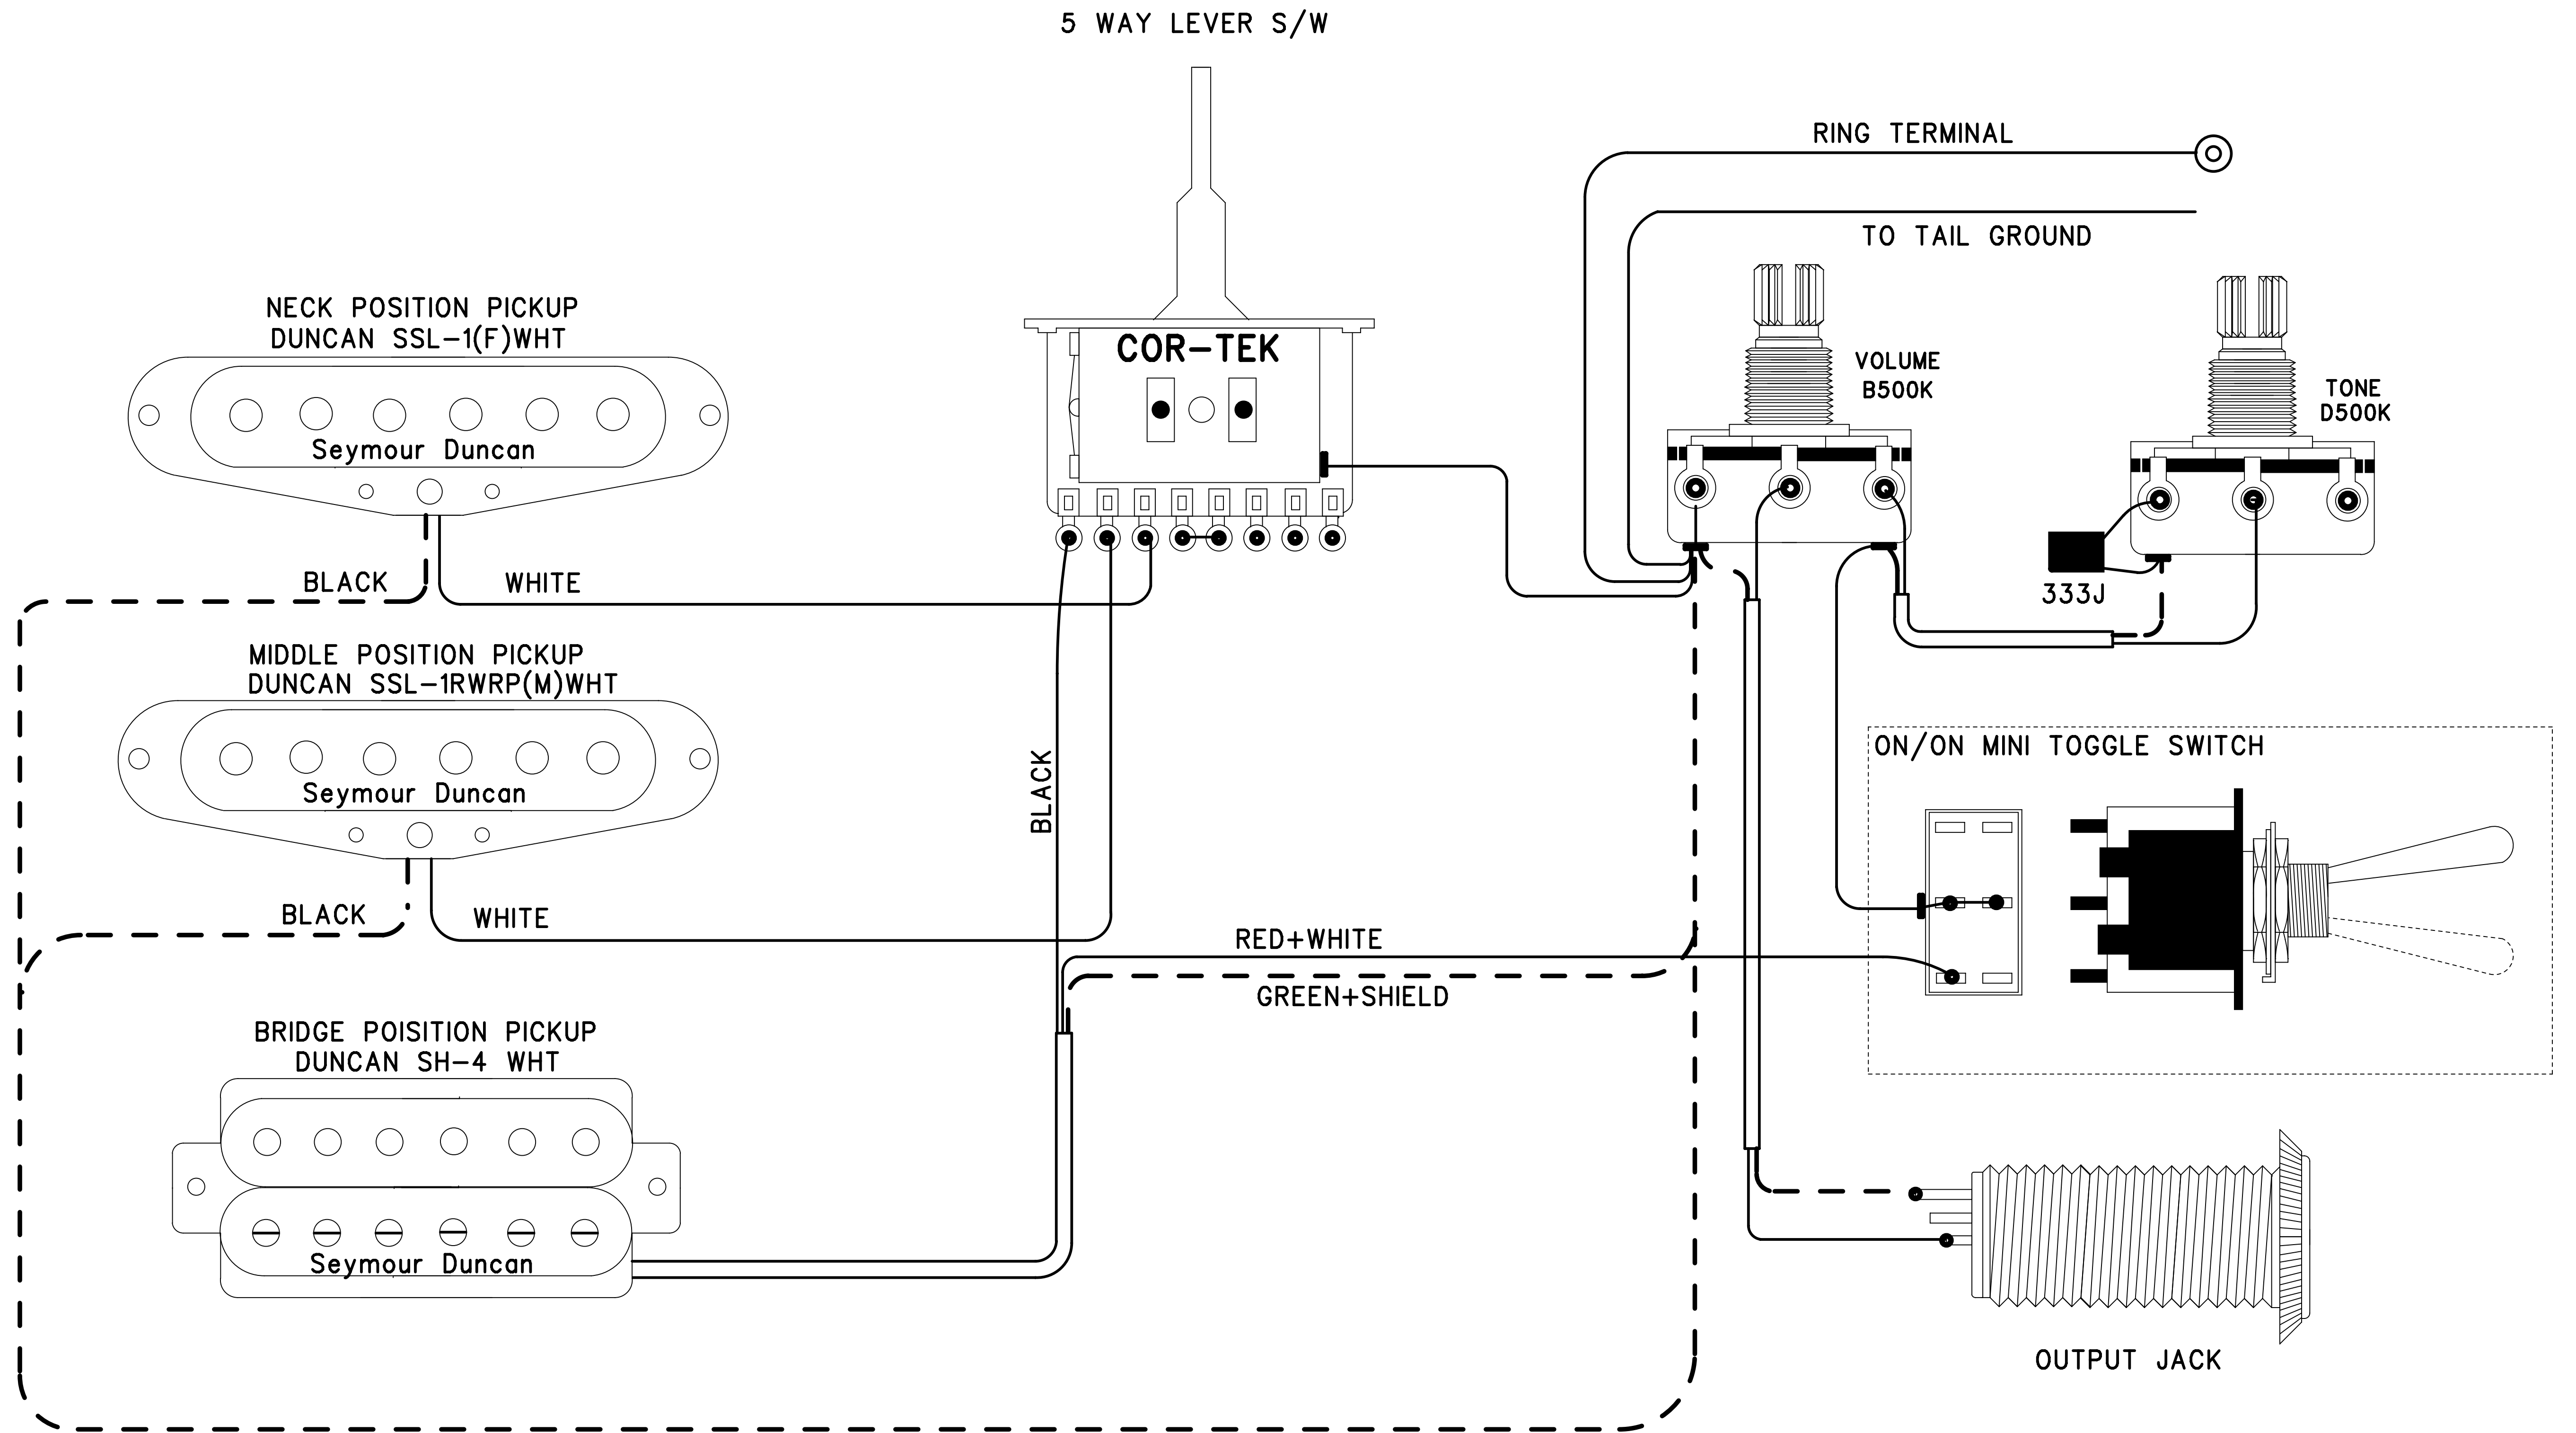 5 WAY LEVER S/W
RING TERMINAL
TO TAIL GROUND
NECK POSITION PICKUP
DUNCAN SSL-1(F)WHT
Seymour Duncan
COR-TEK
VOLUME
B500K
TONE
D500K
BLACK
WHITE
333J
MIDDLE POSITION PICKUP
DUNCAN SSL-1RWRP(M)WHT
Seymour Duncan
BLACK
ON/ON MINI TOGGLE SWITCH
BLACK
WHITE
RED+WHITE
GREEN+SHIELD
BRIDGE POISITION PICKUP
DUNCAN SH-4 WHT
Seymour Duncan
OUTPUT JACK